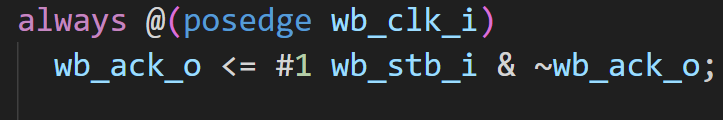 always @(posedge wb_clk_i)
wb_ack_o <= #1 wb_stb_i & ~wb_ack_o;